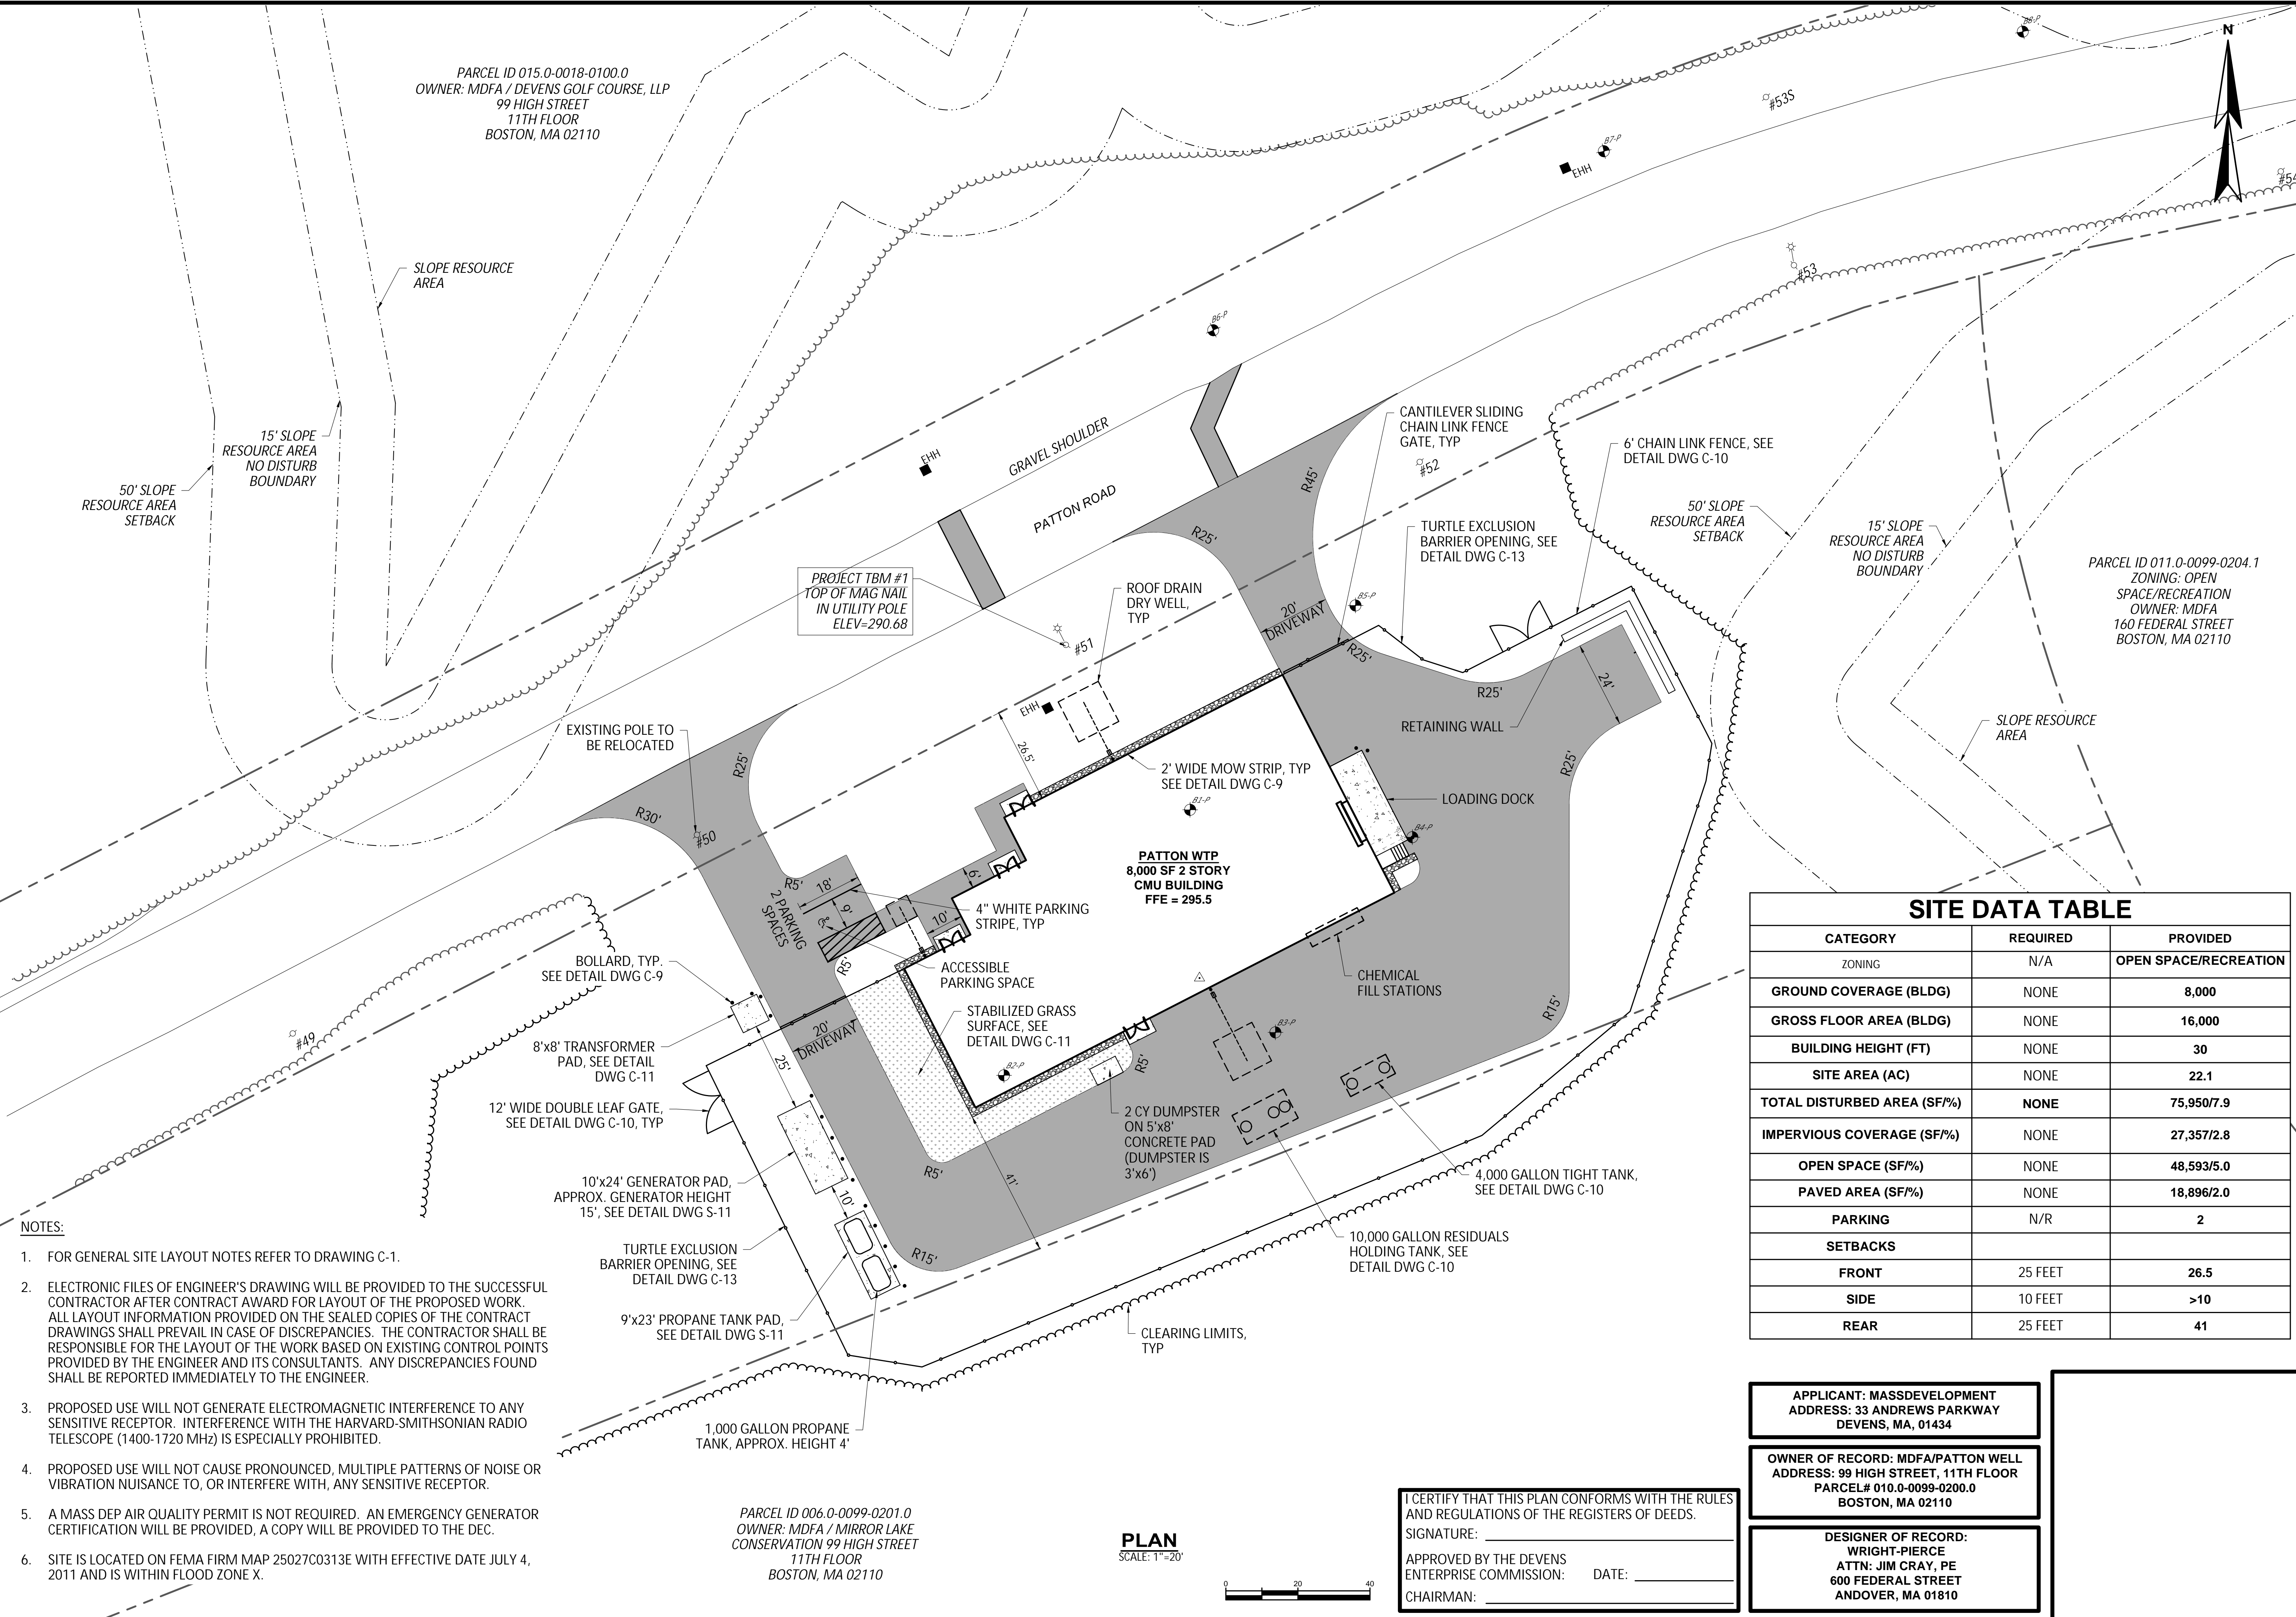 PARCEL ID 015.0-0018-0100.0
OWNER: MDFA / DEVENS GOLF COURSE, LLP
99 HIGH STREET
11TH FLOOR
BOSTON, MA 02110
B8-P
N
#53S
B7-P
EHH
#54
#53
SLOPE RESOURCE
AREA
B6-P
15' SLOPE
RESOURCE AREA
NO DISTURB
BOUNDARY
50' SLOPE
RESOURCE AREA
SETBACK
EHH
GRAVEL SHOULDER
PATTON ROAD
CANTILEVER SLIDING
CHAIN LINK FENCE
GATE, TYP
#52
R45'
6' CHAIN LINK FENCE, SEE
DETAIL DWG C-10
50' SLOPE
RESOURCE AREA
SETBACK
15' SLOPE
RESOURCE AREA
NO DISTURB
BOUNDARY
TURTLE EXCLUSION
BARRIER OPENING, SEE
DETAIL DWG C-13
R25'
PARCEL ID 011.0-0099-0204.1
ZONING: OPEN
SPACE/RECREATION
OWNER: MDFA
160 FEDERAL STREET
BOSTON, MA 02110
PROJECT TBM #1
TOP OF MAG NAIL
IN UTILITY POLE
ELEV=290.68
ROOF DRAIN
DRY WELL,
TYP
B5-P
20'
DRIVEWAY
#51
R25'
R25'
24'
EHH
26.5'
RETAINING WALL
SLOPE RESOURCE
AREA
EXISTING POLE TO
BE RELOCATED
R25'
R25'
2' WIDE MOW STRIP, TYP
SEE DETAIL DWG C-9
LOADING DOCK
R30'
#50
B1-P
B4-P
PATTON WTP
8,000 SF 2 STORY
CMU BUILDING
FFE = 295.5
R5'
18'
6'
2 PARKING
SPACES
9'
10'
4" WHITE PARKING
STRIPE, TYP
BOLLARD, TYP.
SEE DETAIL DWG C-9
R5'
ACCESSIBLE
PARKING SPACE
CHEMICAL
FILL STATIONS
STABILIZED GRASS
SURFACE, SEE
DETAIL DWG C-11
R15'
#49
20'
DRIVEWAY
25'
8'x8' TRANSFORMER
PAD, SEE DETAIL
DWG C-11
B3-P
B2-P
R5'
12' WIDE DOUBLE LEAF GATE,
SEE DETAIL DWG C-10, TYP
2 CY DUMPSTER
ON 5'x8'
CONCRETE PAD
(DUMPSTER IS
3'x6')
R5'
41'
10'x24' GENERATOR PAD,
APPROX. GENERATOR HEIGHT
15', SEE DETAIL DWG S-11
10'
4,000 GALLON TIGHT TANK,
SEE DETAIL DWG C-10
TURTLE EXCLUSION
BARRIER OPENING, SEE
DETAIL DWG C-13
R15'
10,000 GALLON RESIDUALS
HOLDING TANK, SEE
DETAIL DWG C-10
9'x23' PROPANE TANK PAD,
SEE DETAIL DWG S-11
CLEARING LIMITS,
TYP
1,000 GALLON PROPANE
TANK, APPROX. HEIGHT 4'
SITE DATA TABLE
CATEGORY REQUIRED PROVIDED
ZONING N/A OPEN SPACE/RECREATION
GROUND COVERAGE (BLDG) NONE 8,000
GROSS FLOOR AREA (BLDG) NONE 16,000
BUILDING HEIGHT (FT) NONE 30
SITE AREA (AC) NONE 22.1
TOTAL DISTURBED AREA (SF/%) NONE 75,950/7.9
IMPERVIOUS COVERAGE (SF/%) NONE 27,357/2.8
OPEN SPACE (SF/%) NONE 48,593/5.0
PAVED AREA (SF/%) NONE 18,896/2.0
PARKING N/R 2
SETBACKS
FRONT 25 FEET 26.5
SIDE 10 FEET >10
REAR 25 FEET 41
NOTES:
1. FOR GENERAL SITE LAYOUT NOTES REFER TO DRAWING C-1.
2. ELECTRONIC FILES OF ENGINEER'S DRAWING WILL BE PROVIDED TO THE SUCCESSFUL
CONTRACTOR AFTER CONTRACT AWARD FOR LAYOUT OF THE PROPOSED WORK.
ALL LAYOUT INFORMATION PROVIDED ON THE SEALED COPIES OF THE CONTRACT
DRAWINGS SHALL PREVAIL IN CASE OF DISCREPANCIES. THE CONTRACTOR SHALL BE
RESPONSIBLE FOR THE LAYOUT OF THE WORK BASED ON EXISTING CONTROL POINTS
PROVIDED BY THE ENGINEER AND ITS CONSULTANTS. ANY DISCREPANCIES FOUND
SHALL BE REPORTED IMMEDIATELY TO THE ENGINEER.
3. PROPOSED USE WILL NOT GENERATE ELECTROMAGNETIC INTERFERENCE TO ANY
SENSITIVE RECEPTOR. INTERFERENCE WITH THE HARVARD-SMITHSONIAN RADIO
TELESCOPE (1400-1720 MHz) IS ESPECIALLY PROHIBITED.
4. PROPOSED USE WILL NOT CAUSE PRONOUNCED, MULTIPLE PATTERNS OF NOISE OR
VIBRATION NUISANCE TO, OR INTERFERE WITH, ANY SENSITIVE RECEPTOR.
5. A MASS DEP AIR QUALITY PERMIT IS NOT REQUIRED. AN EMERGENCY GENERATOR
CERTIFICATION WILL BE PROVIDED, A COPY WILL BE PROVIDED TO THE DEC.
6. SITE IS LOCATED ON FEMA FIRM MAP 25027C0313E WITH EFFECTIVE DATE JULY 4,
2011 AND IS WITHIN FLOOD ZONE X.
PARCEL ID 006.0-0099-0201.0
OWNER: MDFA / MIRROR LAKE
CONSERVATION 99 HIGH STREET
11TH FLOOR
BOSTON, MA 02110
PLAN
SCALE: 1"=20'
0 20 40
I CERTIFY THAT THIS PLAN CONFORMS WITH THE RULES
AND REGULATIONS OF THE REGISTERS OF DEEDS.
SIGNATURE:
APPROVED BY THE DEVENS
ENTERPRISE COMMISSION: DATE:
CHAIRMAN:
APPLICANT: MASSDEVELOPMENT
ADDRESS: 33 ANDREWS PARKWAY
DEVENS, MA, 01434
OWNER OF RECORD: MDFA/PATTON WELL
ADDRESS: 99 HIGH STREET, 11TH FLOOR
PARCEL# 010.0-0099-0200.0
BOSTON, MA 02110
DESIGNER OF RECORD:
WRIGHT-PIERCE
ATTN: JIM CRAY, PE
600 FEDERAL STREET
ANDOVER, MA 01810